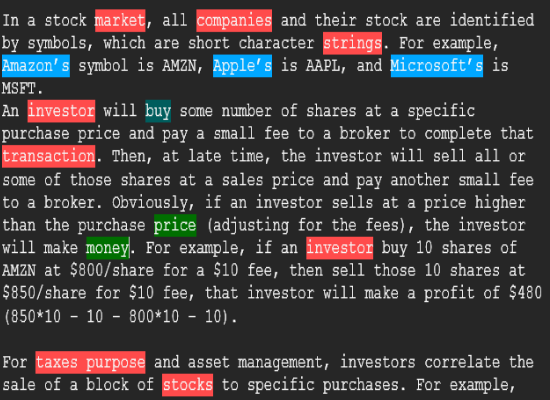 In a stock market, all companies and their stock are identified
by symbols, which are short character strings. For example,
Amazon's symbol is AMZN, Apple's is AAPL, and Microsoft's is
MSFT.
An investor will buy some number of shares at a specific
purchase price and pay a small fee to a broker to complete that
transaction. Then, at late time, the investor will sell all or
some of those shares at a sales price and pay another small fee
to a broker. Obviously, if an investor sells at a price higher
than the purchase price (adjusting for the fees), the investor
will make money. For example, if an investor buy 10 shares of
AMZN at $800/share for a $10 fee, then sell those 10 shares at
$850/share for $10 fee, that investor will make a profit of $480
(850*10 - 10 - 800*10 - 10).
For taxes purpose and asset management, investors correlate the
sale of a block of stocks to specific purchases. For example,